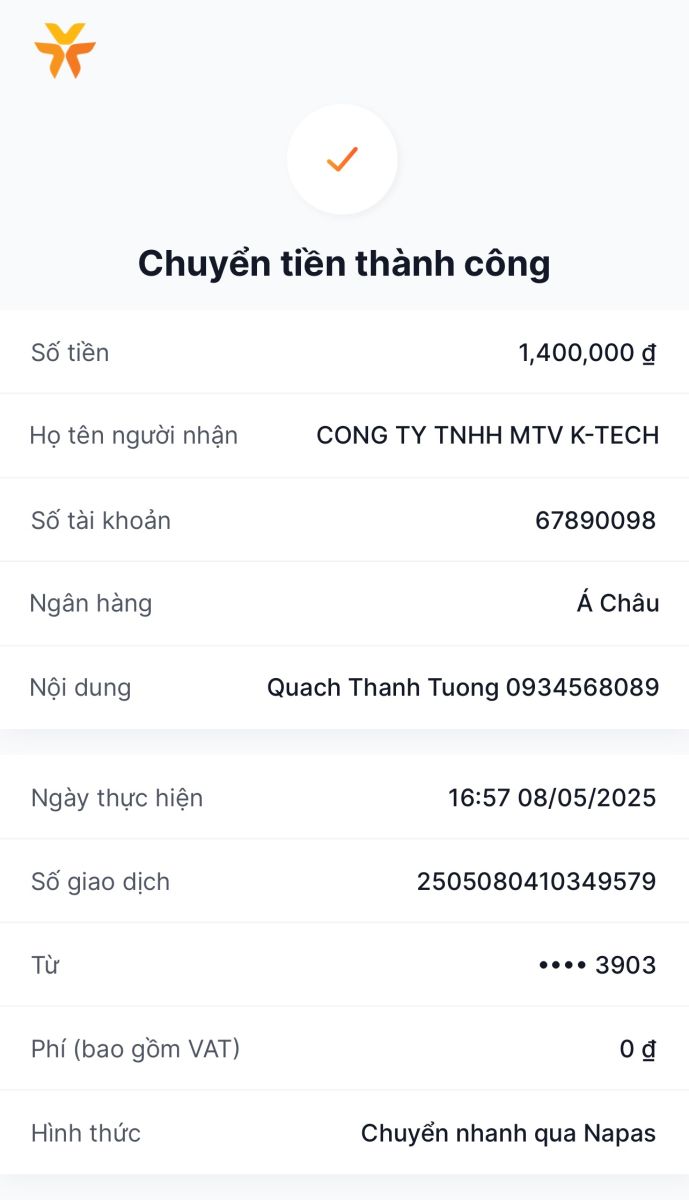 Chuyển tiền thành công
Số tiền 1,400,000 ₫
Họ tên người nhận CONG TY TNHH MTV K-TECH
Số tài khoản 67890098
Ngân hàng Á Châu
Nội dung Quach Thanh Tuong 0934568089
Ngày thực hiện 16:57 08/05/2025
Số giao dịch 2505080410349579
Từ •••• 3903
Phí (bao gồm VAT) 0 ₫
Hình thức Chuyển nhanh qua Napas